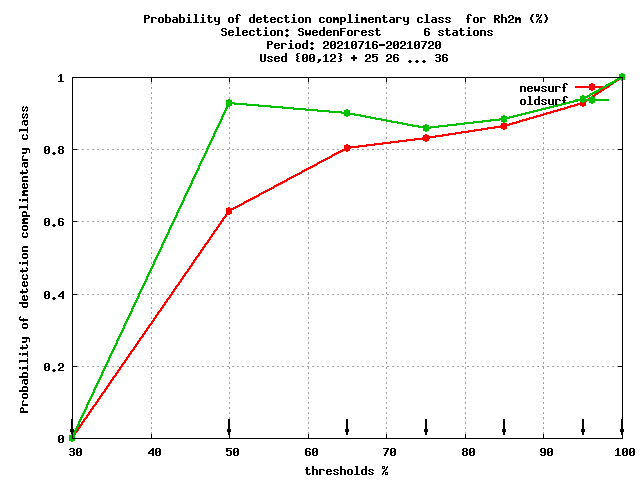 Probability of detection complimentary class  for Rh2m (%)
Selection: SwedenForest      6 stations
Period: 20210716-20210720
Used {00,12} + 25 26 ... 36
newsurf
oldsurf
Probability of detection complimentary class
1
0.8
0.6
0.4
0.2
0
30 40 50 60 70 80 90 100
thresholds %